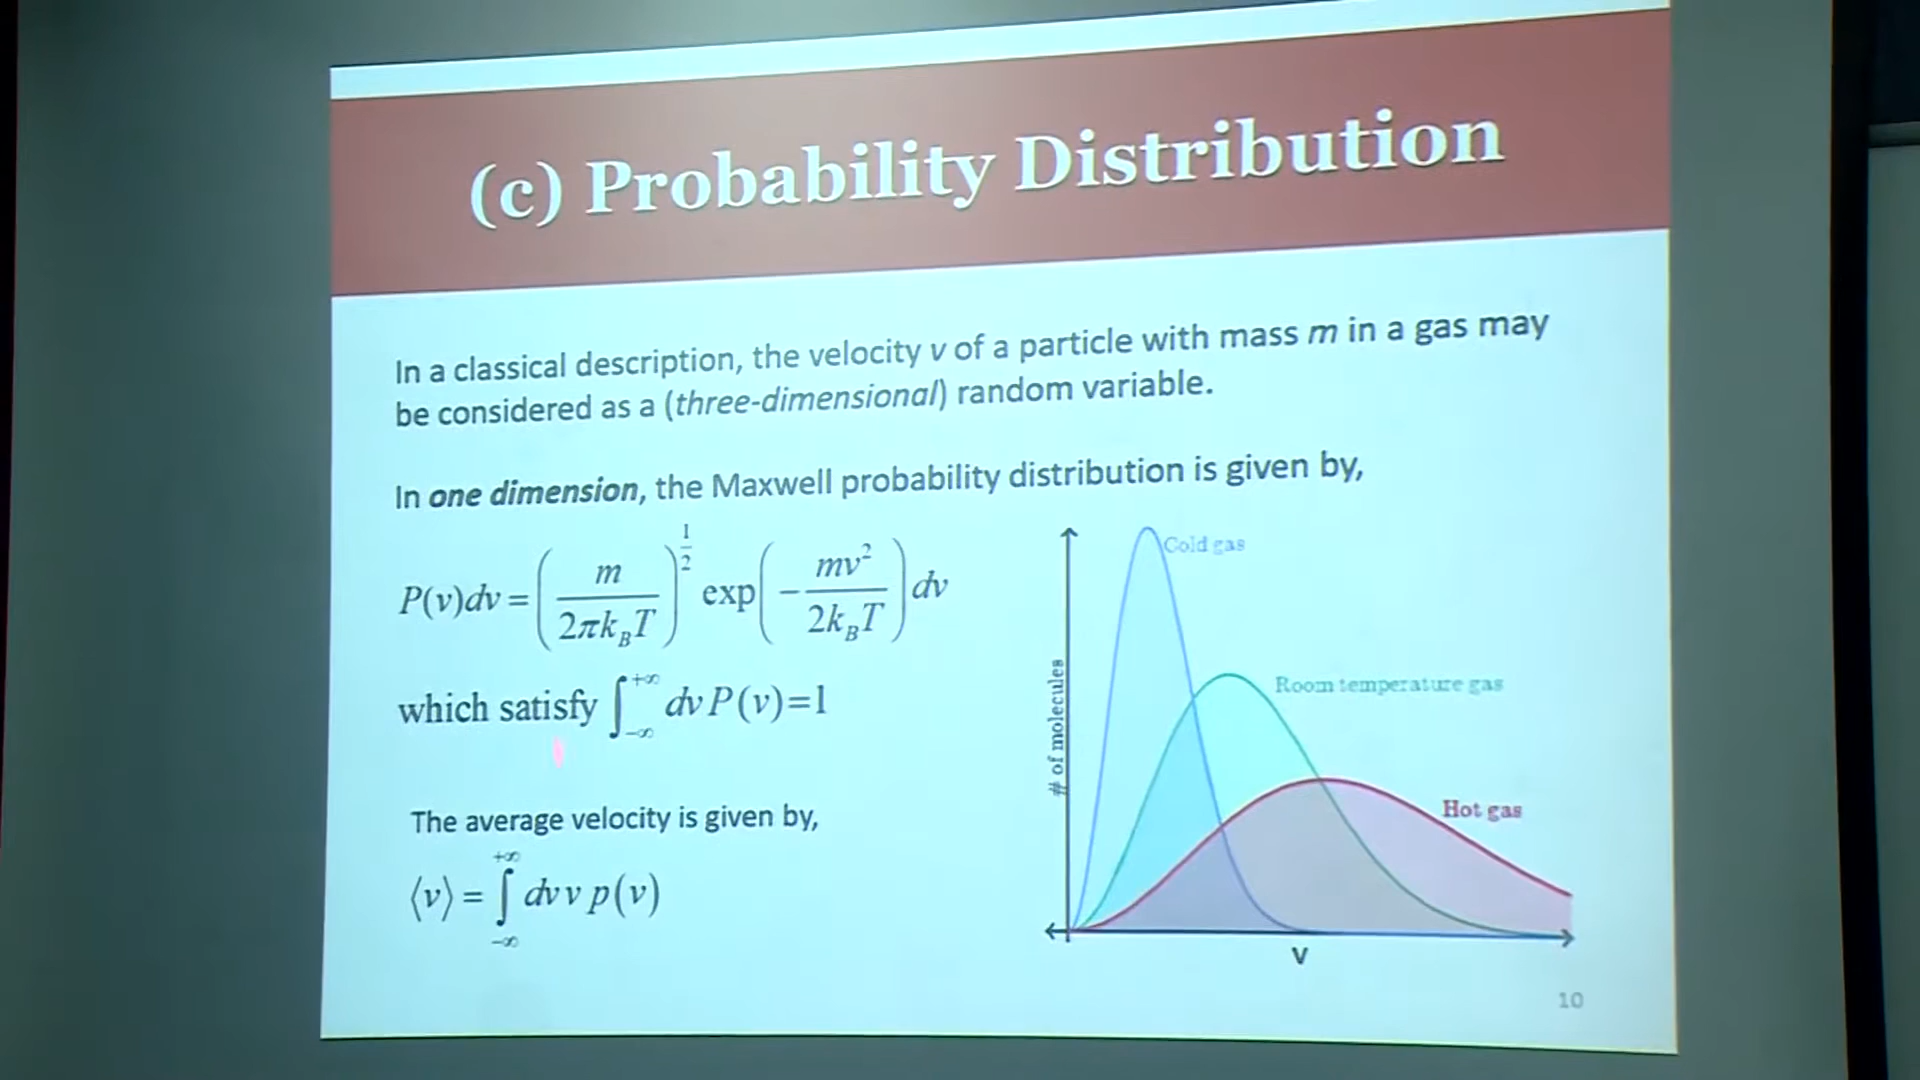 (c) Probability Distribution
In a classical description, the velocity v of a particle with mass m in a gas may
be considered as a (three-dimensional) random variable.
In one dimension, the Maxwell probability distribution is given by,
P(v)dv = (m / 2πk_BT)^(1/2) exp(−mv² / 2k_BT) dv
which satisfy ∫_{−∞}^{+∞} dv P(v)=1
The average velocity is given by,
⟨v⟩ = ∫_{−∞}^{+∞} dv v p(v)
Cold gas
Room temperature gas
Hot gas
# of molecules
v
10